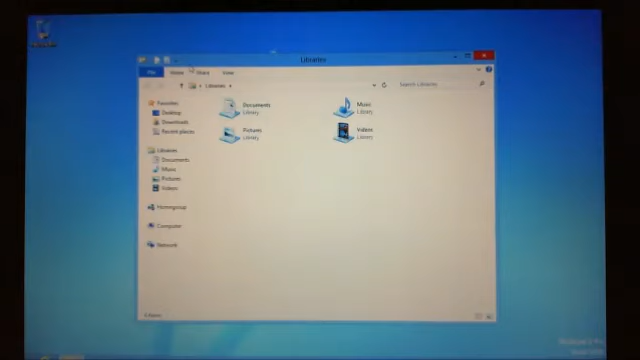 Libraries
File Home Share View
Libraries
Search Libraries
Favorites
Desktop
Downloads
Recent places
Libraries
Documents
Music
Pictures
Videos
Homegroup
Computer
Network
Documents
Library
Music
Library
Pictures
Library
Videos
Library